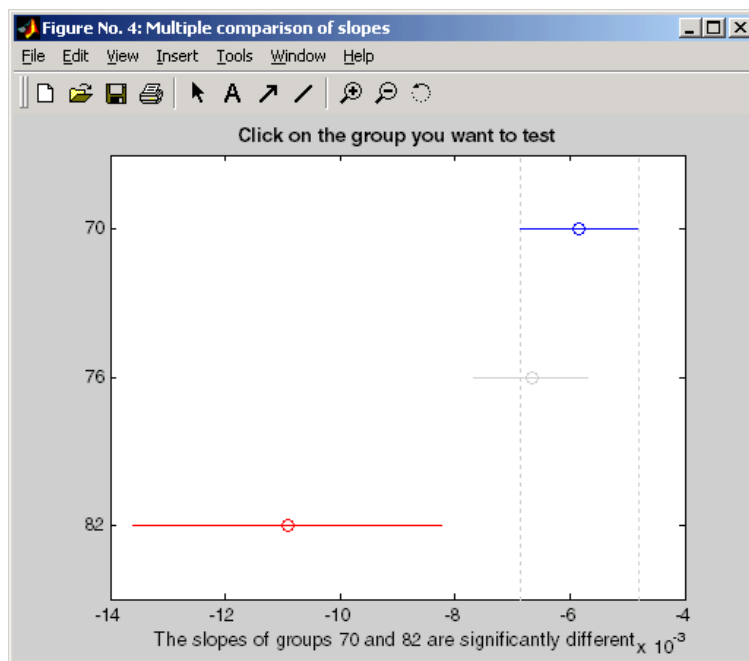 Figure No. 4: Multiple comparison of slopes
File Edit View Insert Tools Window Help
A
Click on the group you want to test
70
76
82
-14 -12 -10 -8 -6 -4
The slopes of groups 70 and 82 are significantly different x 10^-3